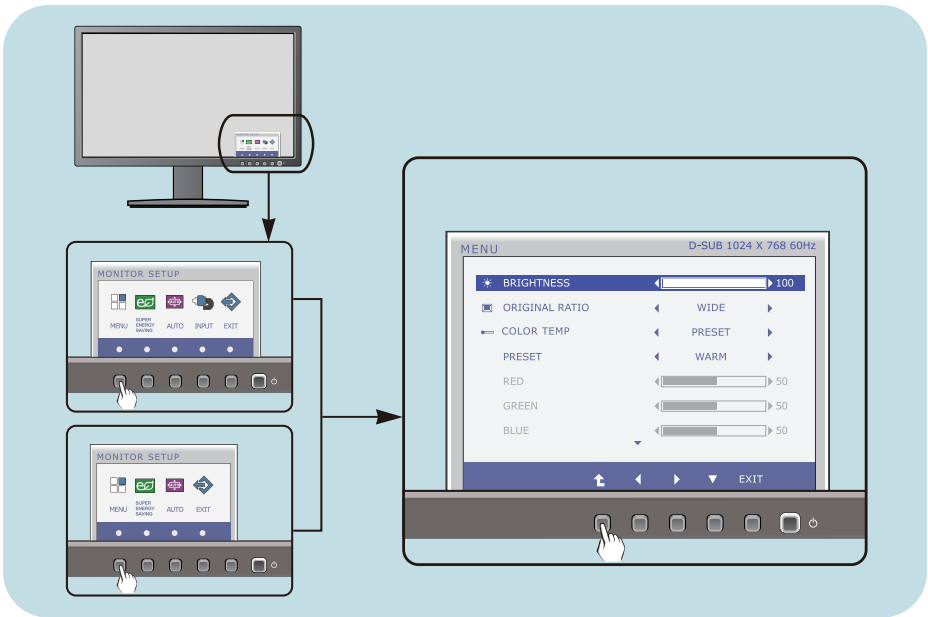 MONITOR SETUP
MENU
SUPER
ENERGY
SAVING
AUTO
INPUT
EXIT
MONITOR SETUP
MENU
SUPER
ENERGY
SAVING
AUTO
EXIT
MENU D-SUB 1024 X 768 60Hz
BRIGHTNESS 100
ORIGINAL RATIO WIDE
COLOR TEMP PRESET
PRESET WARM
RED 50
GREEN 50
BLUE 50
EXIT